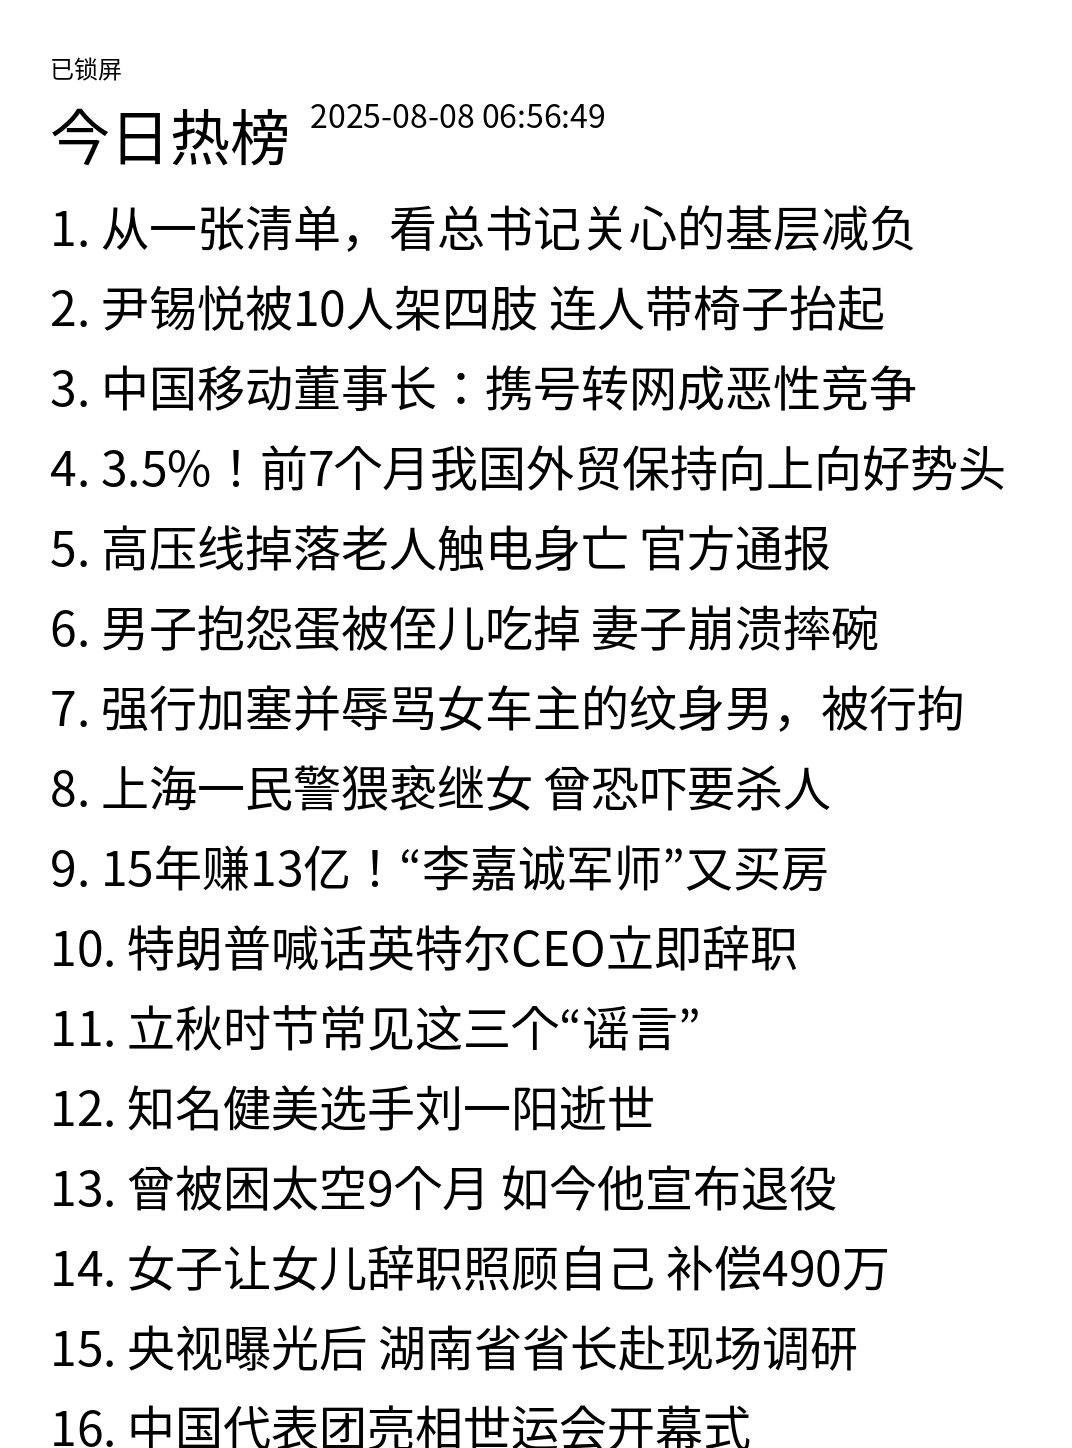 已锁屏
今日热榜 2025-08-08 06:56:49
1. 从一张清单，看总书记关心的基层减负
2. 尹锡悦被10人架四肢 连人带椅子抬起
3. 中国移动董事长：携号转网成恶性竞争
4. 3.5%！前7个月我国外贸保持向上向好势头
5. 高压线掉落老人触电身亡 官方通报
6. 男子抱怨蛋被侄儿吃掉 妻子崩溃摔碗
7. 强行加塞并辱骂女车主的纹身男，被行拘
8. 上海一民警猥亵继女 曾恐吓要杀人
9. 15年赚13亿！“李嘉诚军师”又买房
10. 特朗普喊话英特尔CEO立即辞职
11. 立秋时节常见这三个“谣言”
12. 知名健美选手刘一阳逝世
13. 曾被困太空9个月 如今他宣布退役
14. 女子让女儿辞职照顾自己 补偿490万
15. 央视曝光后 湖南省省长赴现场调研
16. 中国代表团亮相世运会开幕式